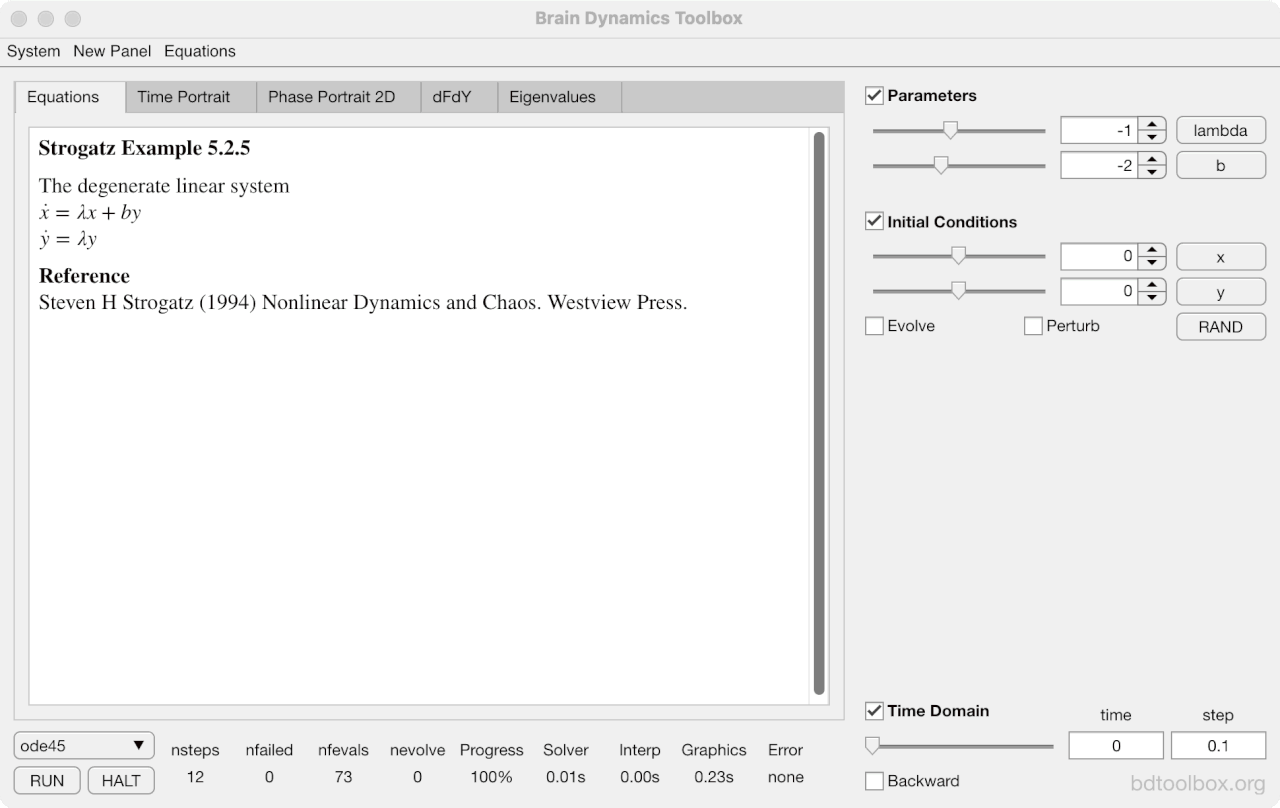 Brain Dynamics Toolbox
System New Panel Equations
Equations Time Portrait Phase Portrait 2D dFdY Eigenvalues
Strogatz Example 5.2.5
The degenerate linear system
ẋ = λx + by
ẏ = λy
Reference
Steven H Strogatz (1994) Nonlinear Dynamics and Chaos. Westview Press.
Parameters
-1 lambda
-2 b
Initial Conditions
0 x
0 y
Evolve Perturb RAND
Time Domain time step
0 0.1
Backward
bdtoolbox.org
ode45 nsteps nfailed nfevals nevolve Progress Solver Interp Graphics Error
RUN HALT 12 0 73 0 100% 0.01s 0.00s 0.23s none